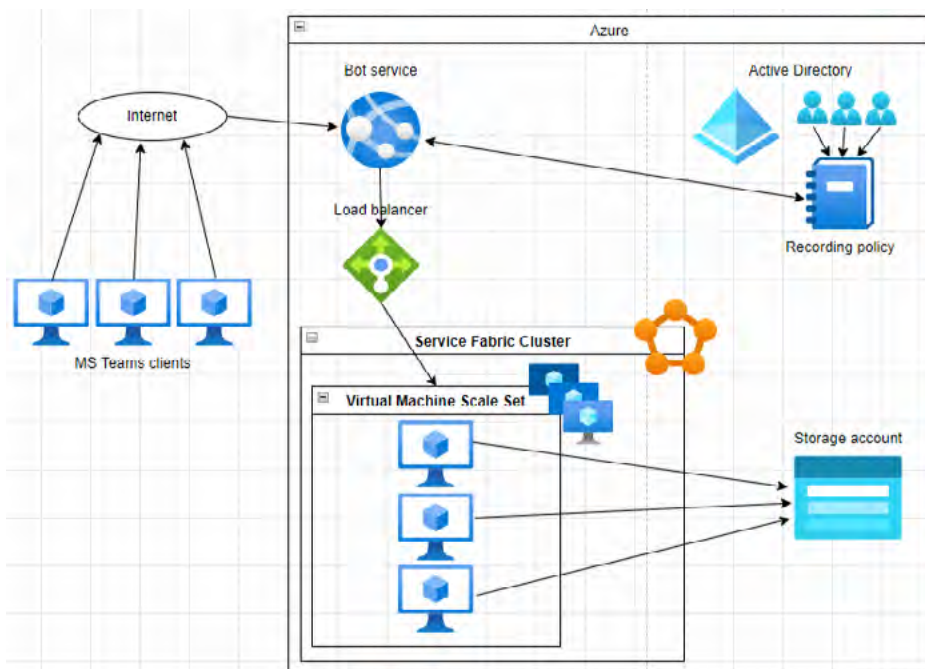 Azure
Bot service
Active Directory
Internet
Load balancer
Recording policy
MS Teams clients
Service Fabric Cluster
Virtual Machine Scale Set
Storage account